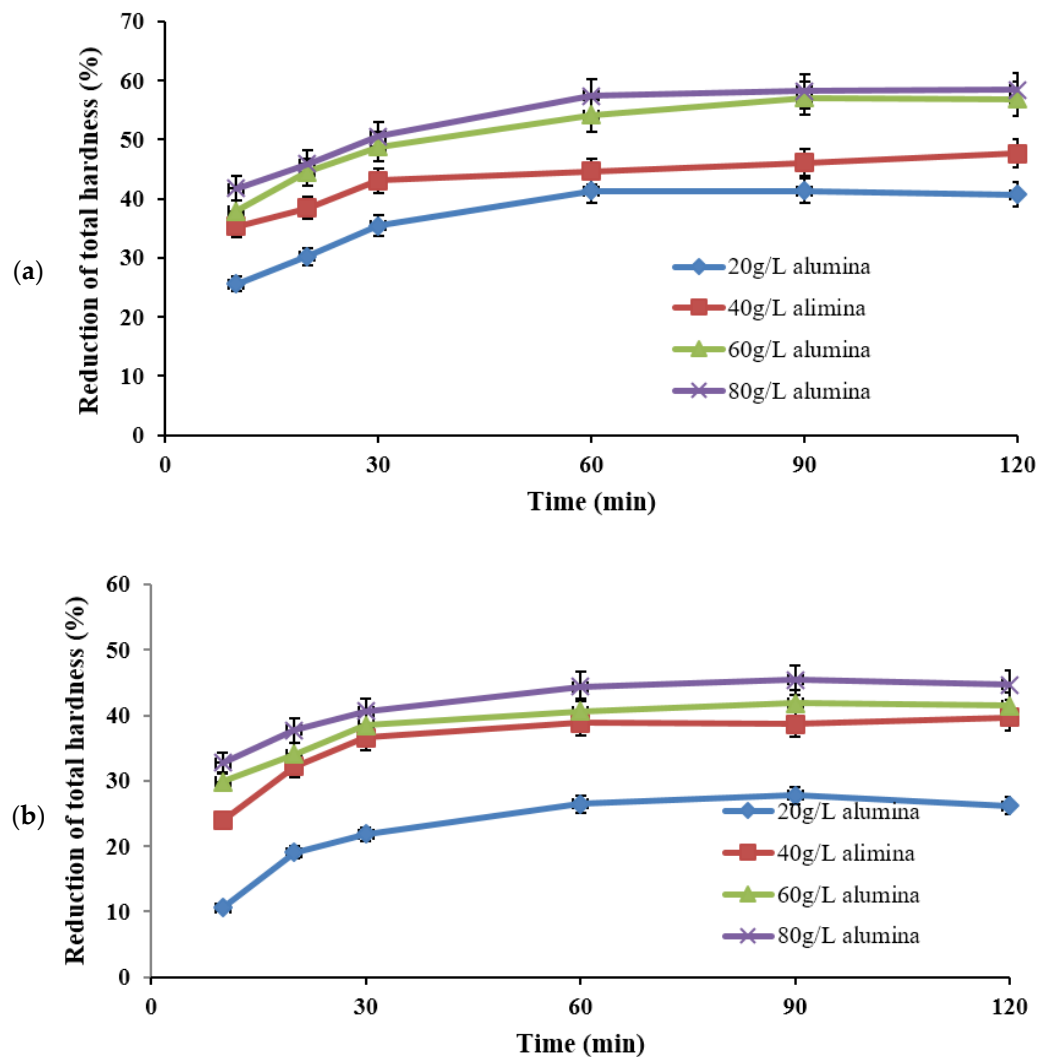 (a)
Reduction of total hardness (%)
70
60
50
40
30
20
10
0
0 30 60 90 120
Time (min)
20g/L alumina
40g/L alimina
60g/L alumina
80g/L alumina
(b)
Reduction of total hardness (%)
60
50
40
30
20
10
0
0 30 60 90 120
Time (min)
20g/L alumina
40g/L alimina
60g/L alumina
80g/L alumina